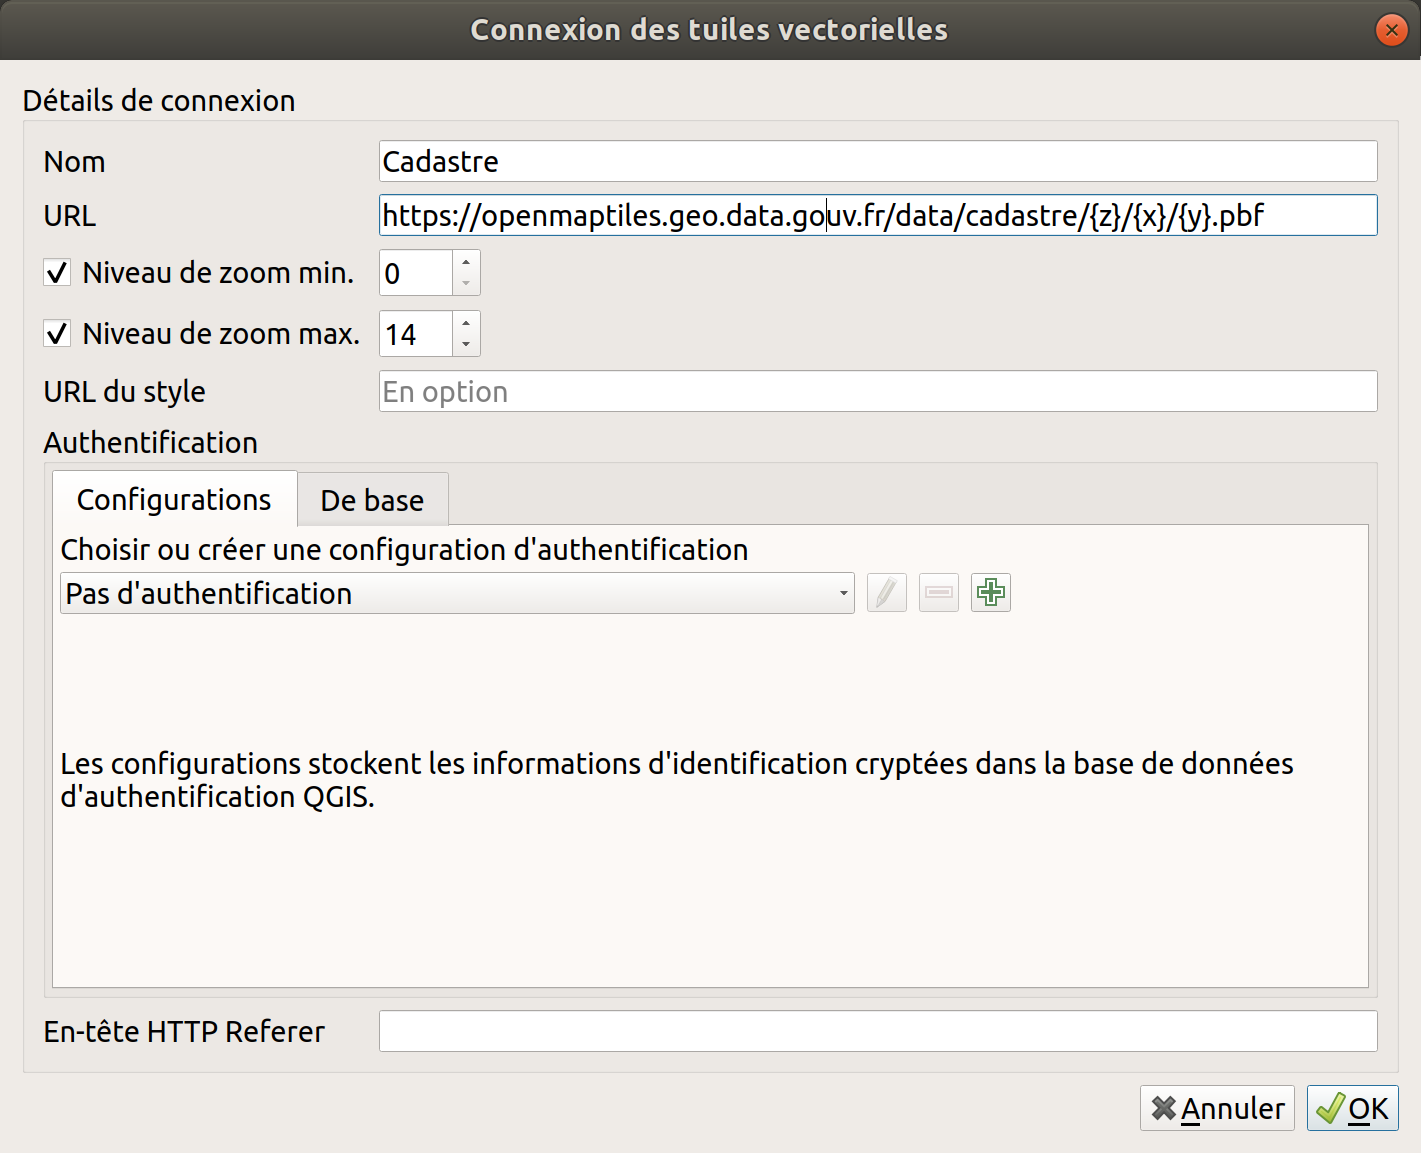 Connexion des tuiles vectorielles
Détails de connexion
Nom
Cadastre
URL
https://openmaptiles.geo.data.gouv.fr/data/cadastre/{z}/{x}/{y}.pbf
Niveau de zoom min.
0
Niveau de zoom max.
14
URL du style
En option
Authentification
Configurations
De base
Choisir ou créer une configuration d'authentification
Pas d'authentification
Les configurations stockent les informations d'identification cryptées dans la base de données
d'authentification QGIS.
En-tête HTTP Referer
Annuler
OK